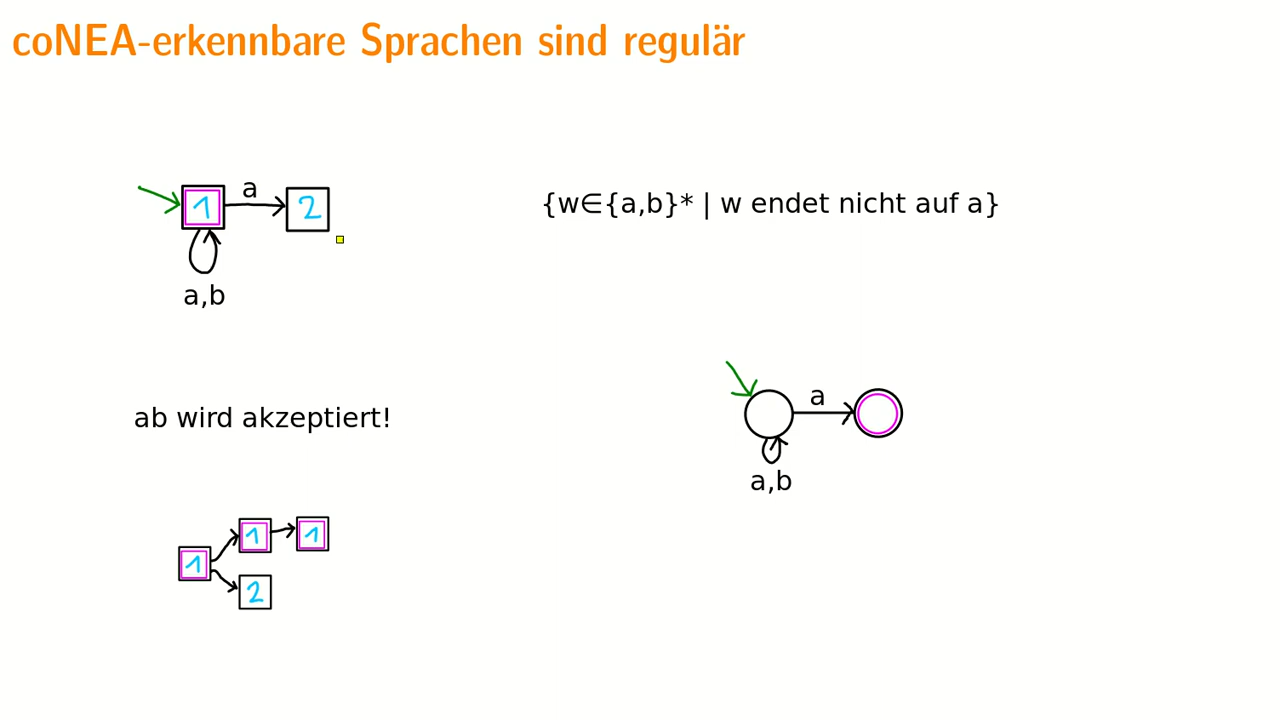 coNEA-erkennbare Sprachen sind regulär
a
1
2
{w∈{a,b}* | w endet nicht auf a}
a,b
a
ab wird akzeptiert!
a,b
1
1
1
2